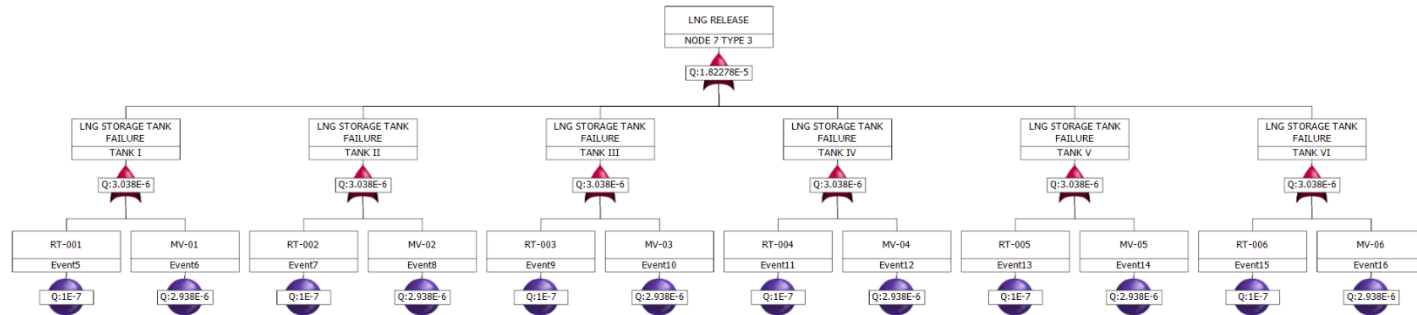 LNG RELEASE
NODE 7 TYPE 3
Q:1.82278E-5
LNG STORAGE TANK
FAILURE
TANK I
Q:3.038E-6
LNG STORAGE TANK
FAILURE
TANK II
Q:3.038E-6
LNG STORAGE TANK
FAILURE
TANK III
Q:3.038E-6
LNG STORAGE TANK
FAILURE
TANK IV
Q:3.038E-6
LNG STORAGE TANK
FAILURE
TANK V
Q:3.038E-6
LNG STORAGE TANK
FAILURE
TANK VI
Q:3.038E-6
RT-001
Event5
Q:1E-7
MV-01
Event6
Q:2.938E-6
RT-002
Event7
Q:1E-7
MV-02
Event8
Q:2.938E-6
RT-003
Event9
Q:1E-7
MV-03
Event10
Q:2.938E-6
RT-004
Event11
Q:1E-7
MV-04
Event12
Q:2.938E-6
RT-005
Event13
Q:1E-7
MV-05
Event14
Q:2.938E-6
RT-006
Event15
Q:1E-7
MV-06
Event16
Q:2.938E-6